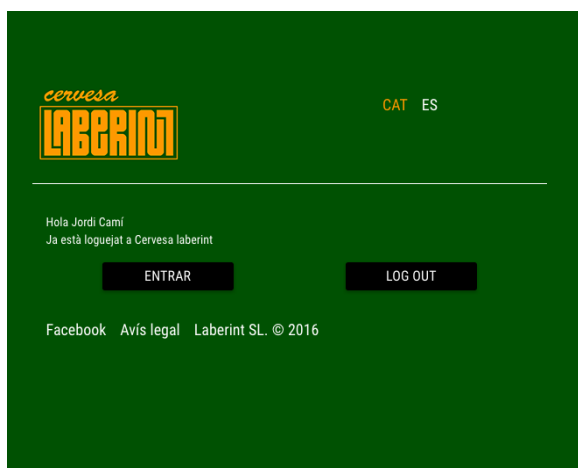 cervesa
LABERINT
CAT ES
Hola Jordi Camí
Ja està loguejat a Cervesa laberint
ENTRAR LOG OUT
Facebook Avís legal Laberint SL. © 2016